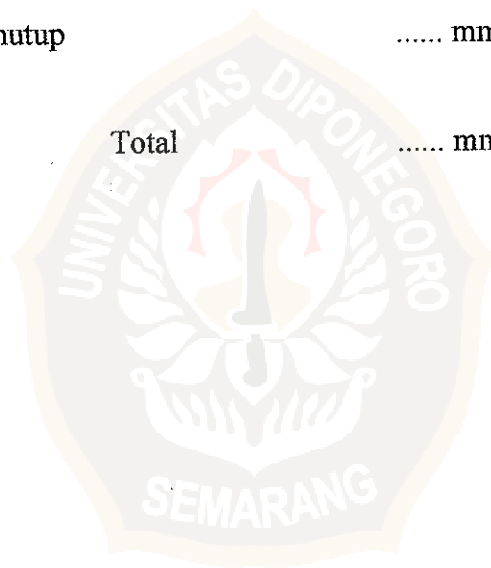 nutup ...... mm
Total ...... mm
UNIVERSITAS DIPONEGORO
SEMARANG